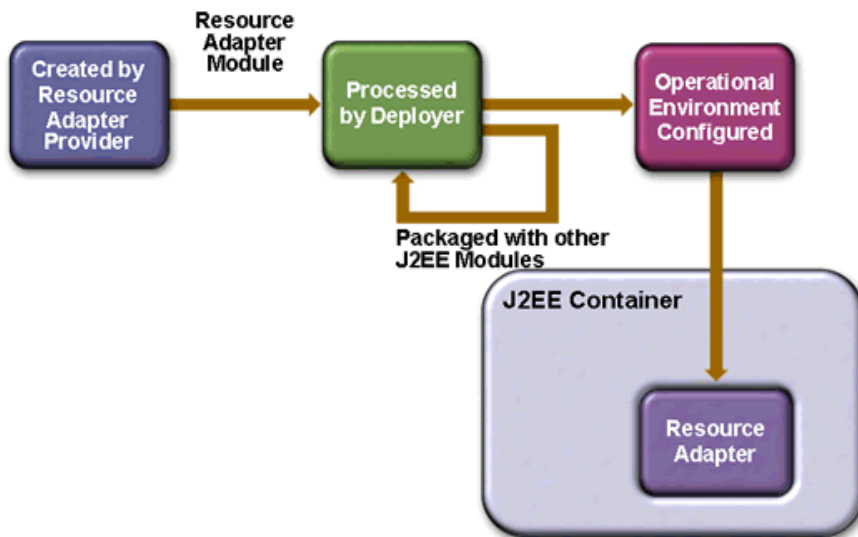 Resource
Adapter
Module
Created by
Resource
Adapter
Provider
Processed
by Deployer
Operational
Environment
Configured
Packaged with other
J2EE Modules
J2EE Container
Resource
Adapter